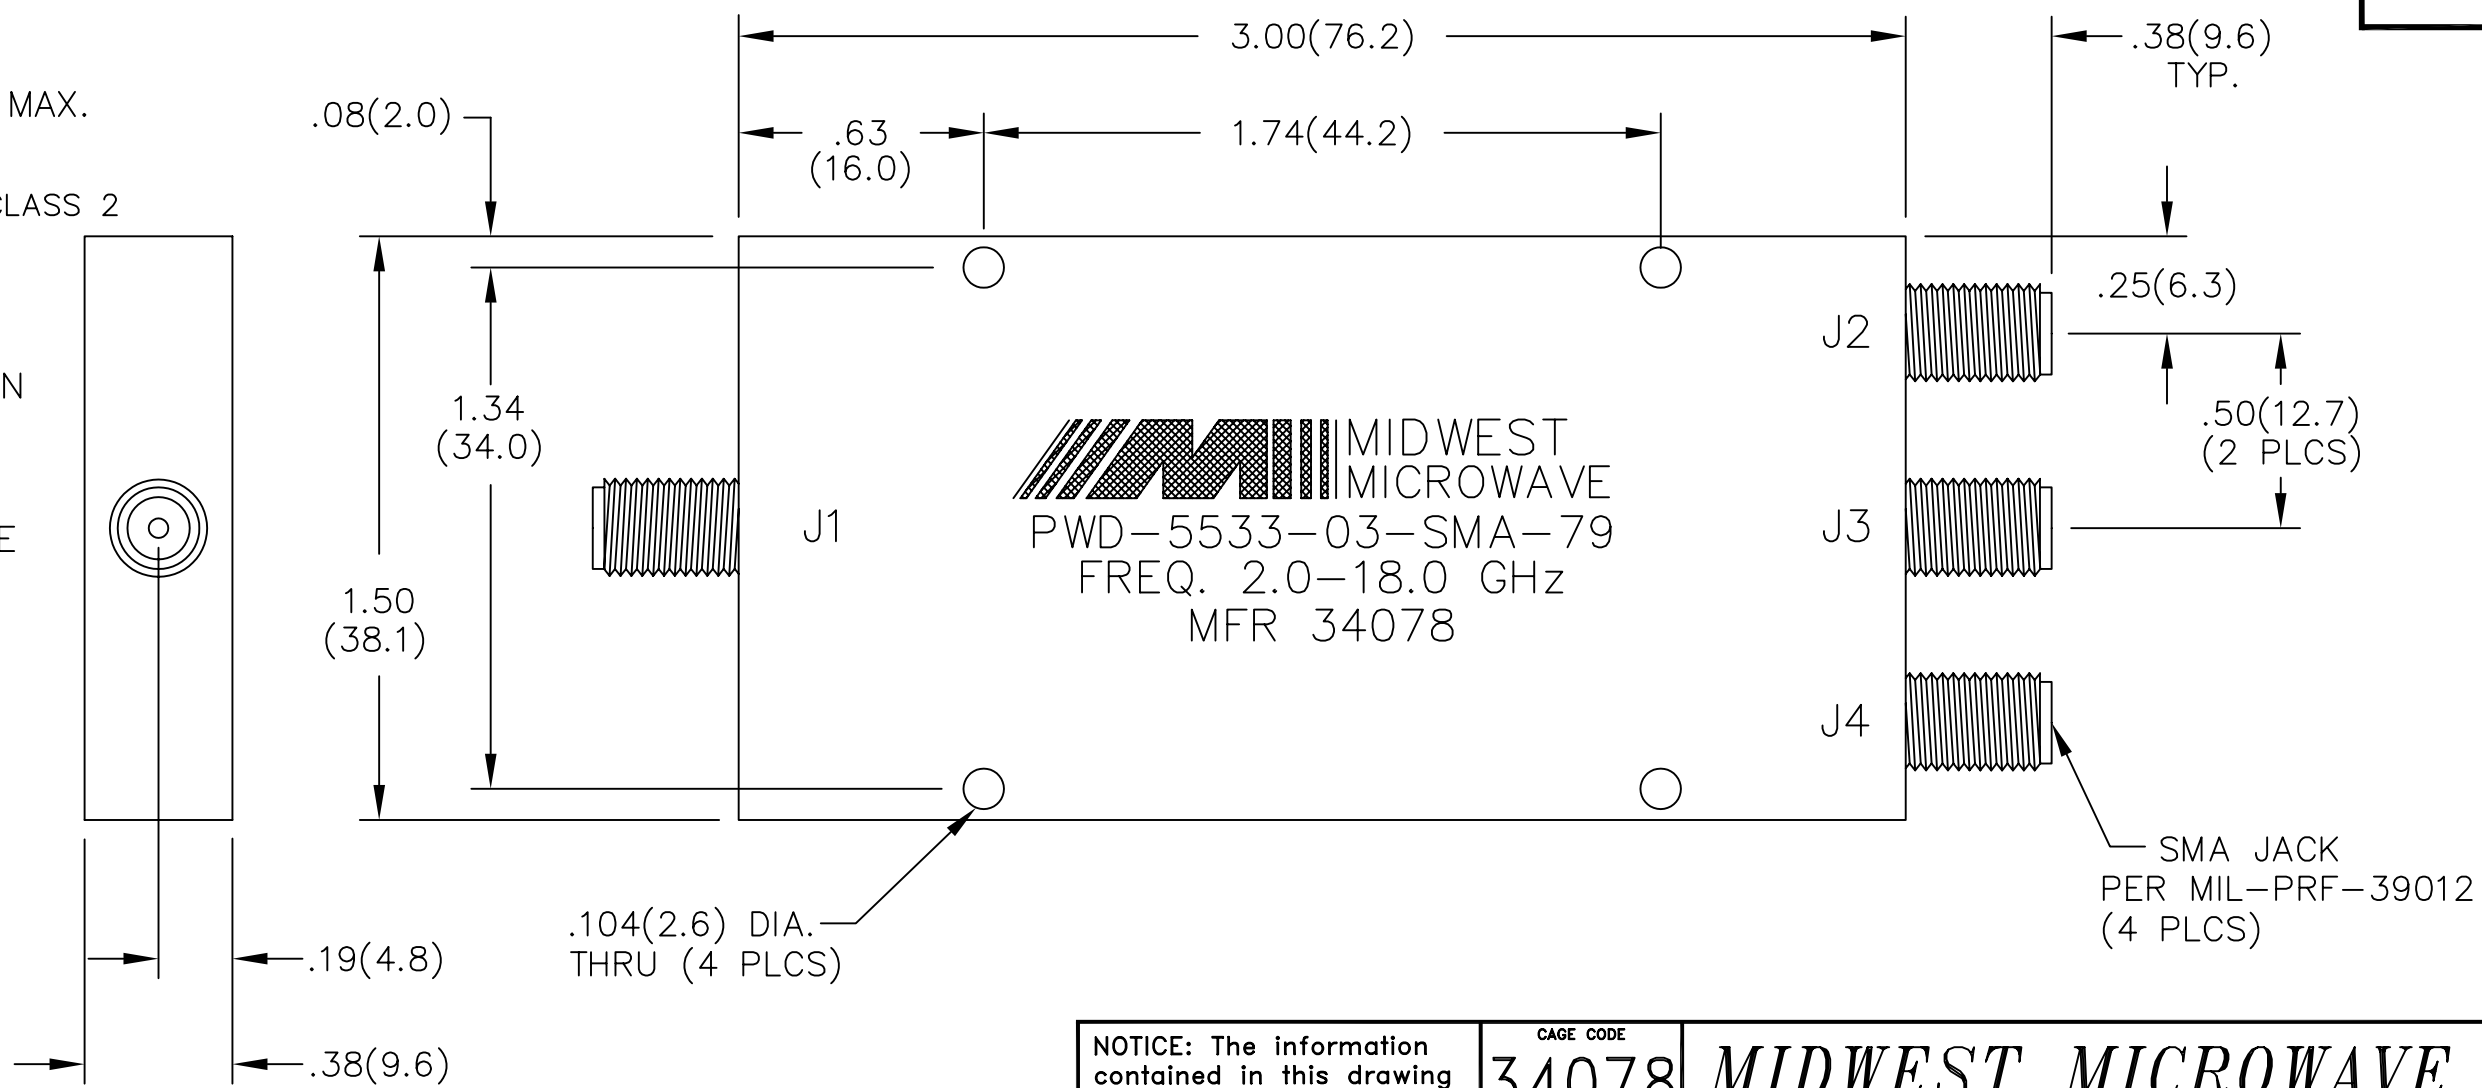 3.00(76.2)
.38(9.6)
TYP.
MAX.
.08(2.0)
.63
(16.0)
1.74(44.2)
CLASS 2
.25(6.3)
J2
N
1.34
(34.0)
.50(12.7)
(2 PLCS)
MIDWEST
MICROWAVE
J1
PWD-5533-03-SMA-79
J3
E
FREQ. 2.0-18.0 GHz
1.50
(38.1)
MFR 34078
J4
SMA JACK
PER MIL-PRF-39012
(4 PLCS)
.104(2.6) DIA.
THRU (4 PLCS)
.19(4.8)
.38(9.6)
NOTICE: The information
contained in this drawing
CAGE CODE
34078
MIDWEST MICROWAVE